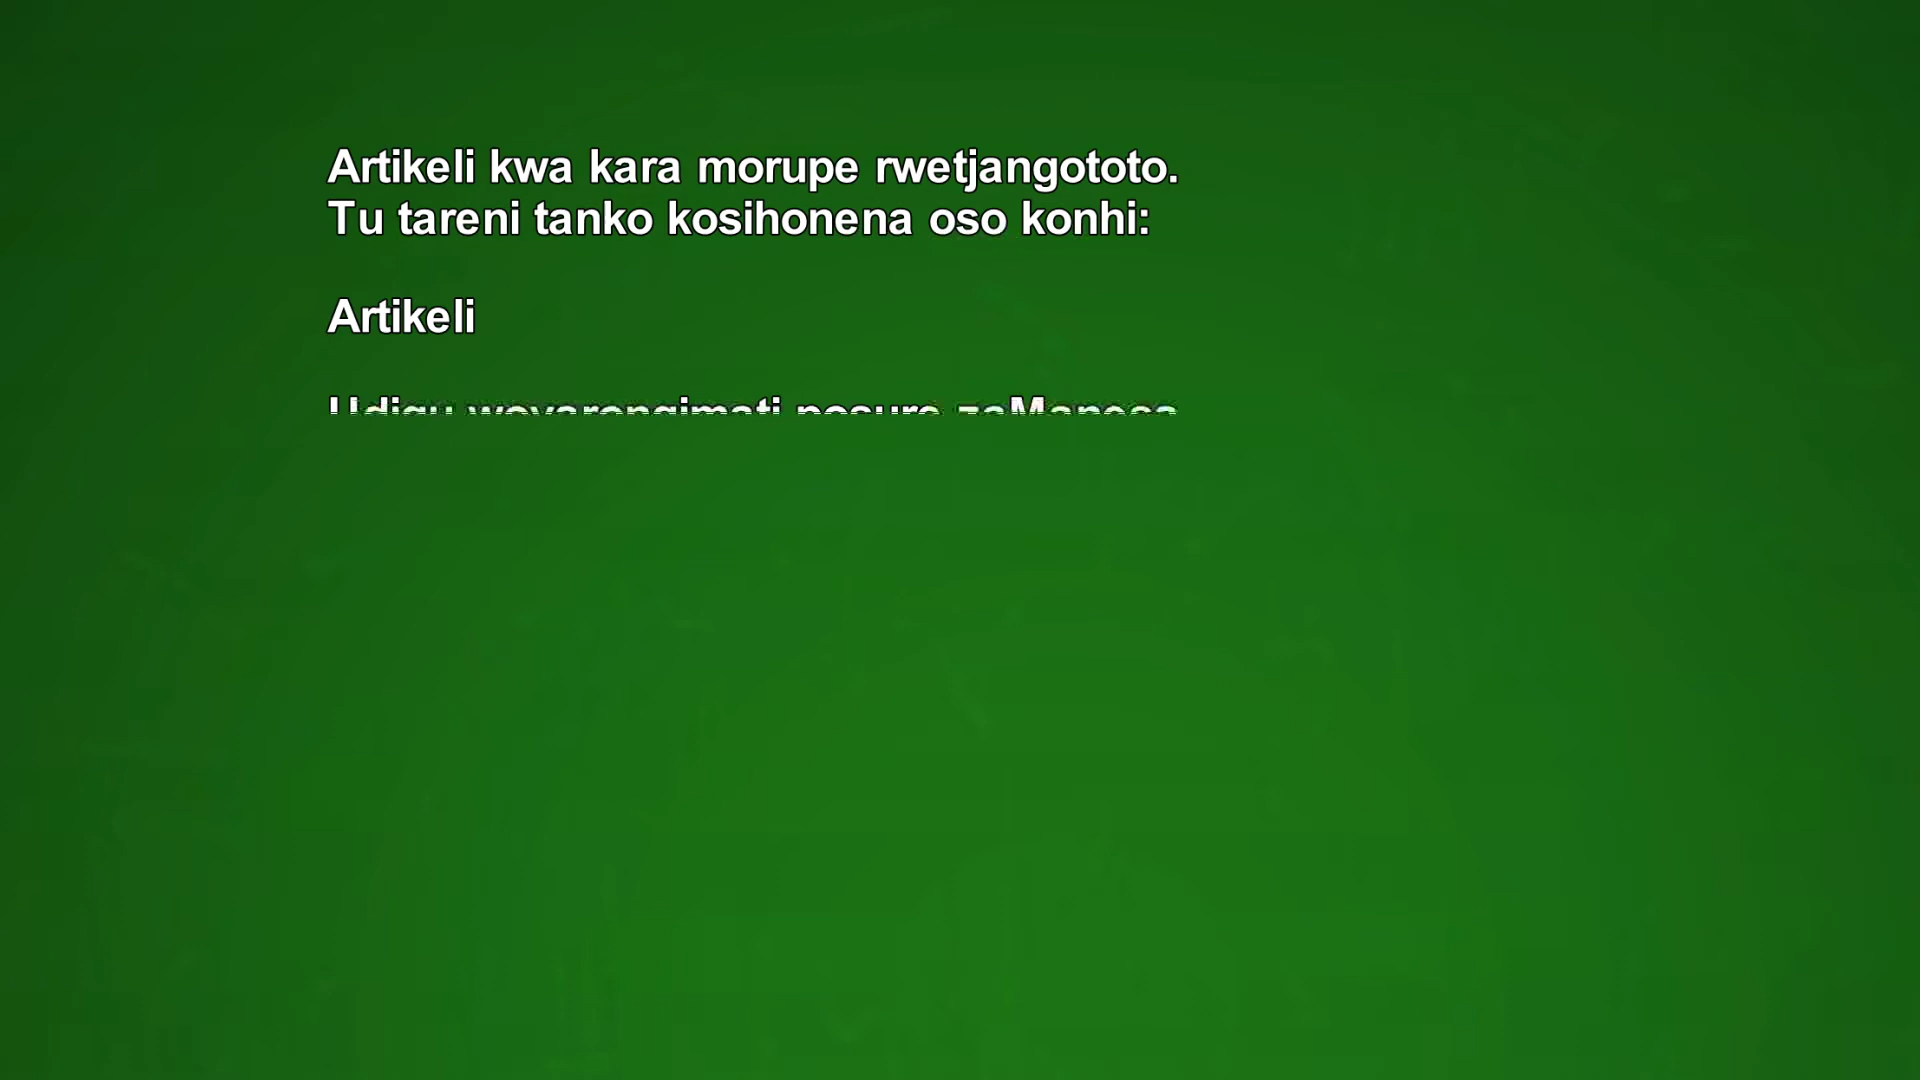 Artikeli kwa kara morupe rwetjangototo.
Tu tareni tanko kosihonena oso konhi:
Artikeli